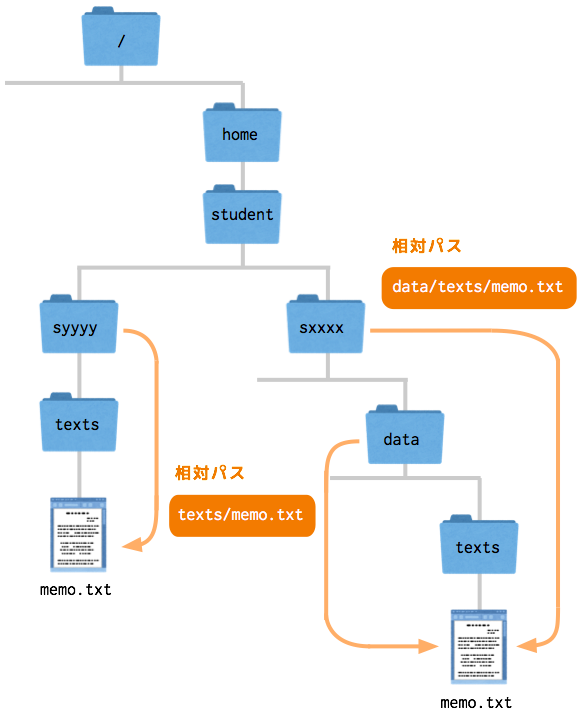 /
home
student
相対パス
data/texts/memo.txt
syyyy
sxxxx
texts
data
相対パス
texts/memo.txt
texts
memo.txt
memo.txt